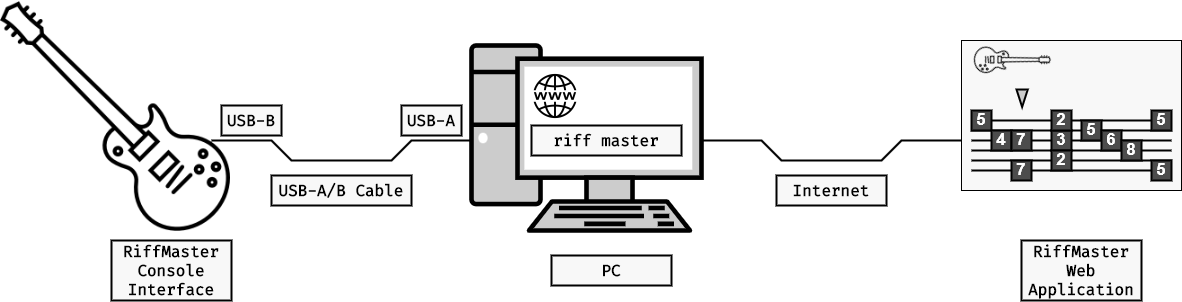 USB-B
USB-A
USB-A/B Cable
RiffMaster
Console
Interface
www
riff master
PC
Internet
5 2 5
5
4 7 3 6
8
2
7 5
RiffMaster
Web
Application